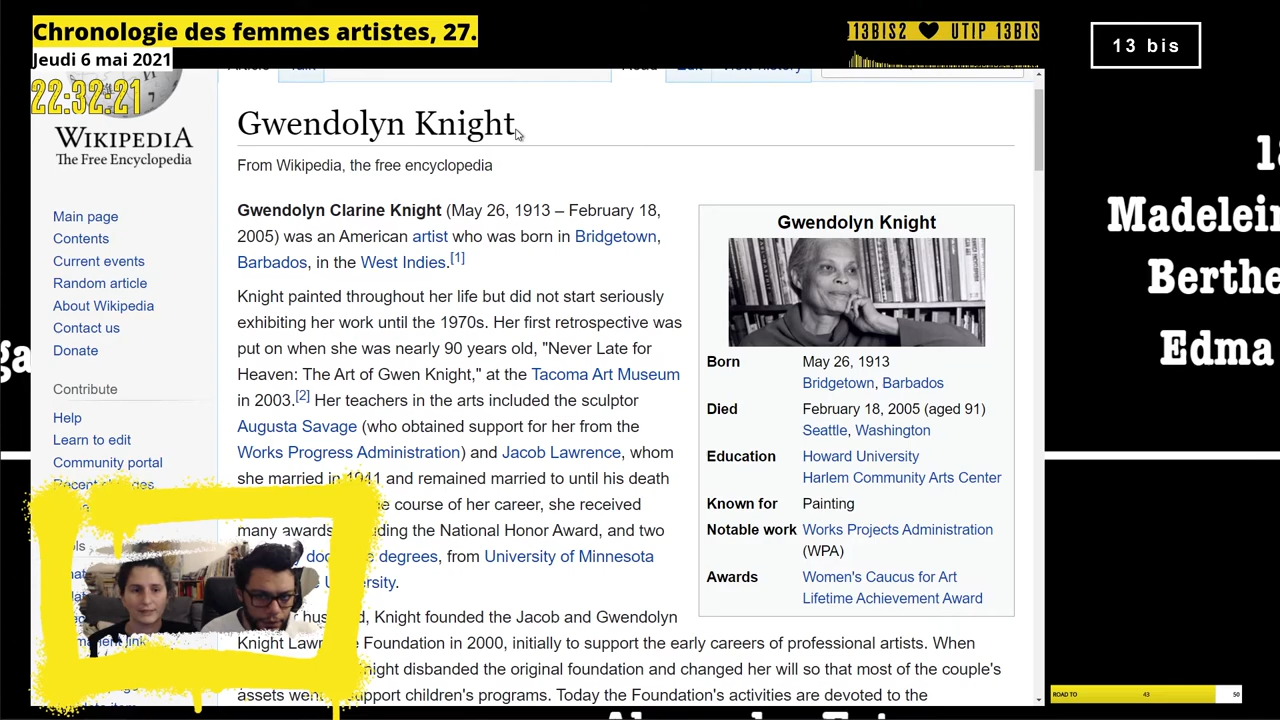 Chronologie des femmes artistes, 27.
Jeudi 6 mai 2021
22:32:21
13BIS2 ♥ UTIP 13BIS
13 bis
WIKIPEDIA
The Free Encyclopedia
Main page
Contents
Current events
Random article
About Wikipedia
Contact us
Donate
Contribute
Help
Learn to edit
Community portal
Recent changes
Gwendolyn Knight
From Wikipedia, the free encyclopedia
Gwendolyn Clarine Knight (May 26, 1913 – February 18,
2005) was an American artist who was born in Bridgetown,
Barbados, in the West Indies.[1]
Knight painted throughout her life but did not start seriously
exhibiting her work until the 1970s. Her first retrospective was
put on when she was nearly 90 years old, "Never Late for
Heaven: The Art of Gwen Knight," at the Tacoma Art Museum
in 2003.[2] Her teachers in the arts included the sculptor
Augusta Savage (who obtained support for her from the
Works Progress Administration) and Jacob Lawrence, whom
she married in 1941 and remained married to until his death
e course of her career, she received
many awards ding the National Honor Award, and two
doc e degrees, from University of Minnesota
versity.
hus d, Knight founded the Jacob and Gwendolyn
Knight Lawr e Foundation in 2000, initially to support the early careers of professional artists. When
night disbanded the original foundation and changed her will so that most of the couple's
assets went support children's programs. Today the Foundation's activities are devoted to the
Gwendolyn Knight
Born May 26, 1913
Bridgetown, Barbados
Died February 18, 2005 (aged 91)
Seattle, Washington
Education Howard University
Harlem Community Arts Center
Known for Painting
Notable work Works Projects Administration
(WPA)
Awards Women's Caucus for Art
Lifetime Achievement Award
Madelein
Berthe
Edma
ROAD TO 43 50